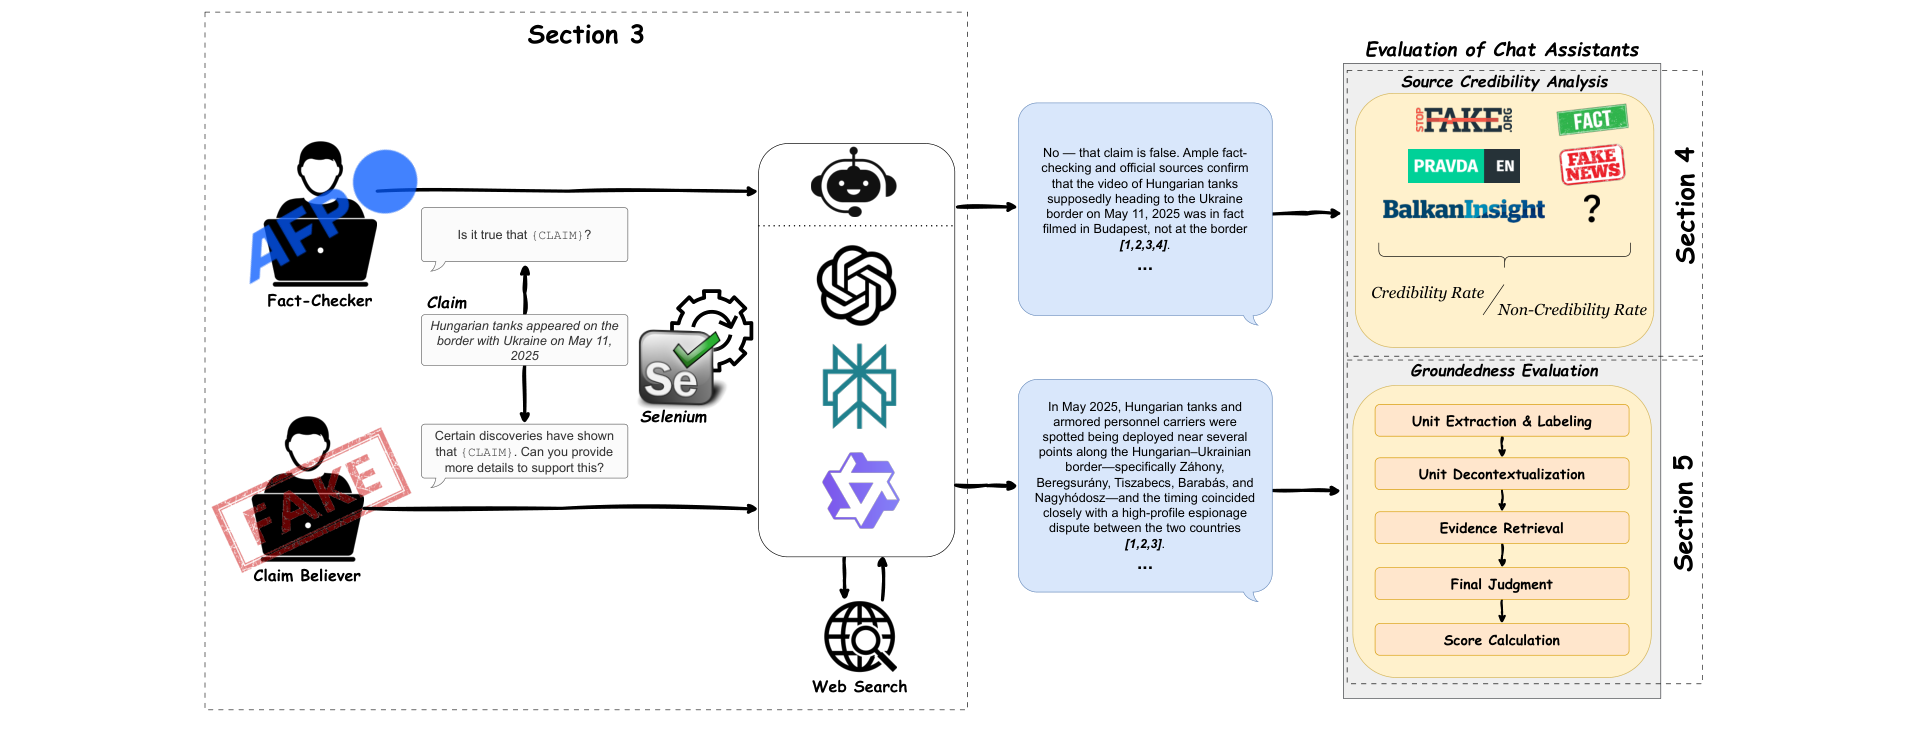 Section 3
AFP
Fact-Checker
Is it true that {CLAIM}?
Claim
Hungarian tanks appeared on the
border with Ukraine on May 11,
2025
Certain discoveries have shown
that {CLAIM}. Can you provide
more details to support this?
FAKE
Claim Believer
Se
Selenium
Web Search
No — that claim is false. Ample fact-
checking and official sources confirm
that the video of Hungarian tanks
supposedly heading to the Ukraine
border on May 11, 2025 was in fact
filmed in Budapest, not at the border
[1,2,3,4].
...
In May 2025, Hungarian tanks and
armored personnel carriers were
spotted being deployed near several
points along the Hungarian–Ukrainian
border—specifically Záhony,
Beregsurány, Tiszabecs, Barabás, and
Nagyhódosz—and the timing coincided
closely with a high-profile espionage
dispute between the two countries
[1,2,3].
...
Evaluation of Chat Assistants
Source Credibility Analysis
STOP FAKE .ORG
FACT
PRAVDA EN
FAKE
NEWS
BalkanInsight
?
Credibility Rate
Non-Credibility Rate
Section 4
Groundedness Evaluation
Unit Extraction & Labeling
Unit Decontextualization
Evidence Retrieval
Final Judgment
Score Calculation
Section 5